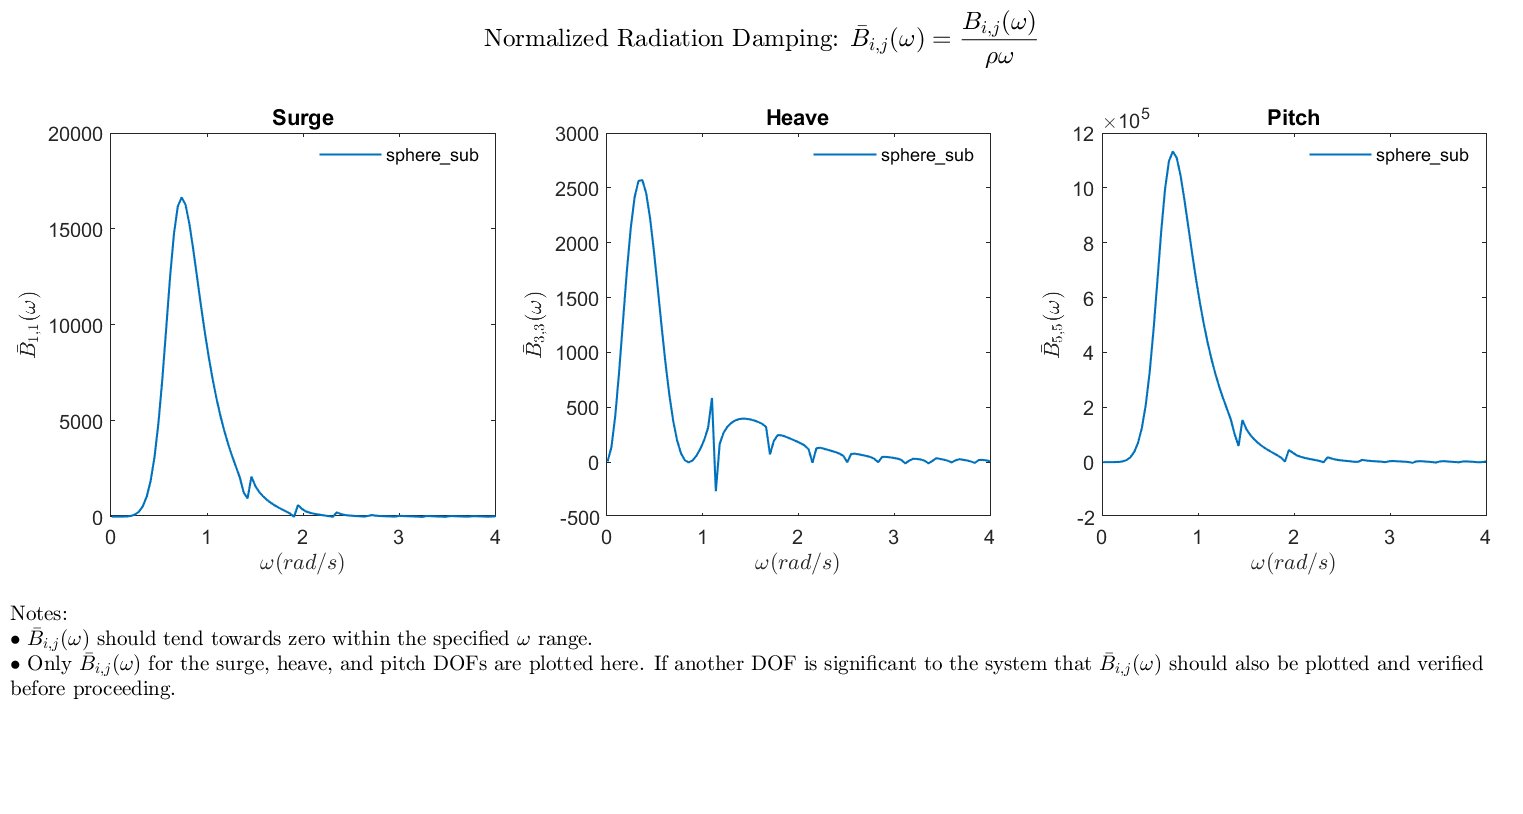 Normalized Radiation Damping: B̄_{i,j}(ω) = B_{i,j}(ω) / ρω
Surge
sphere_sub
20000
15000
10000
5000
0
B̄_{1,1}(ω)
0 1 2 3 4
ω(rad/s)
Heave
sphere_sub
3000
2500
2000
1500
1000
500
0
-500
B̄_{3,3}(ω)
0 1 2 3 4
ω(rad/s)
Pitch
×10^5
sphere_sub
12
10
8
6
4
2
0
-2
B̄_{5,5}(ω)
0 1 2 3 4
ω(rad/s)
Notes:
• B̄_{i,j}(ω) should tend towards zero within the specified ω range.
• Only B̄_{i,j}(ω) for the surge, heave, and pitch DOFs are plotted here. If another DOF is significant to the system that B̄_{i,j}(ω) should also be plotted and verified
before proceeding.